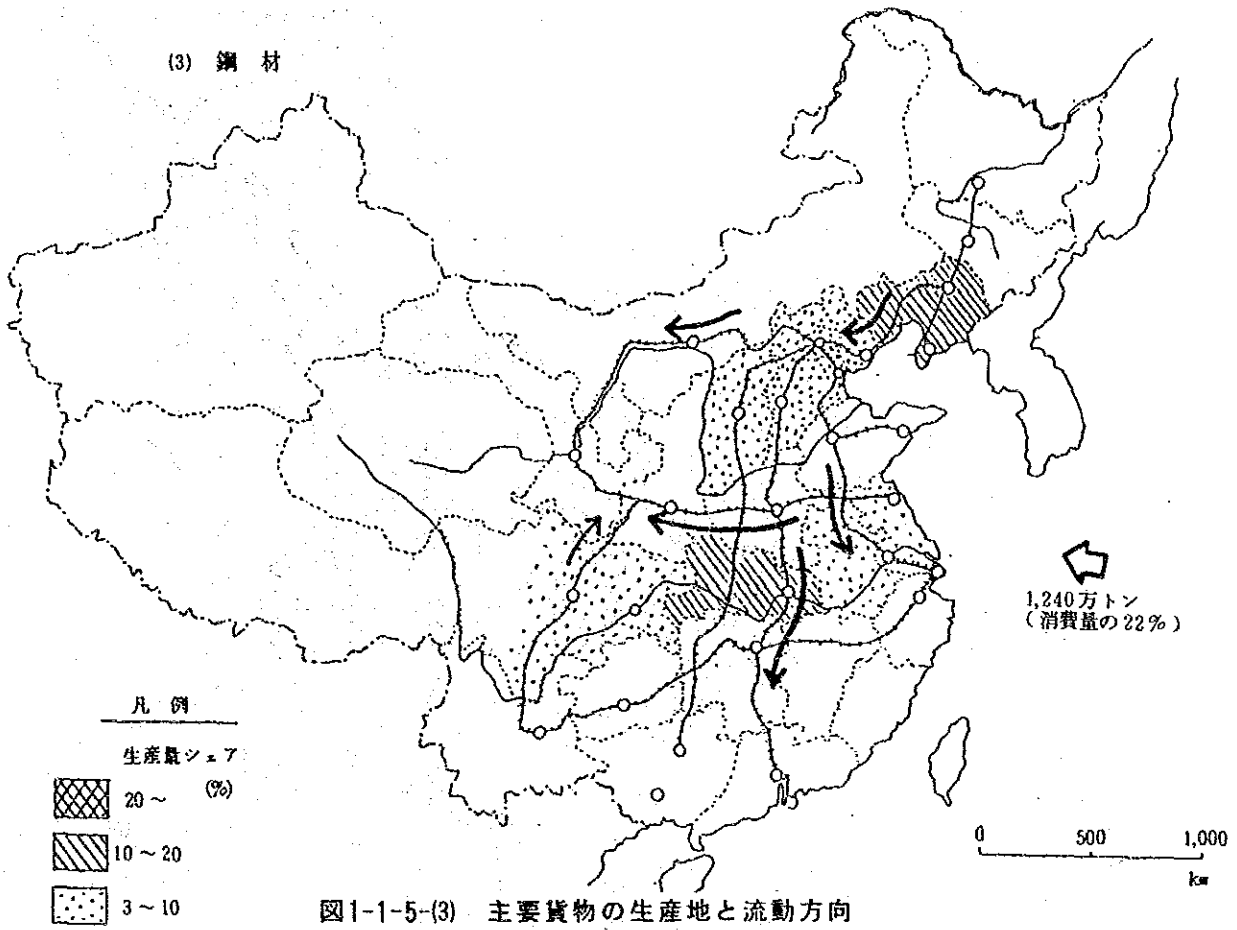 (3) 鋼材
1,240万トン
(消費量の22%)
凡例
生産量シェア
(%)
20~
10~20
3~10
0 500 1,000
km
図1-1-5-(3) 主要貨物の生産地と流動方向